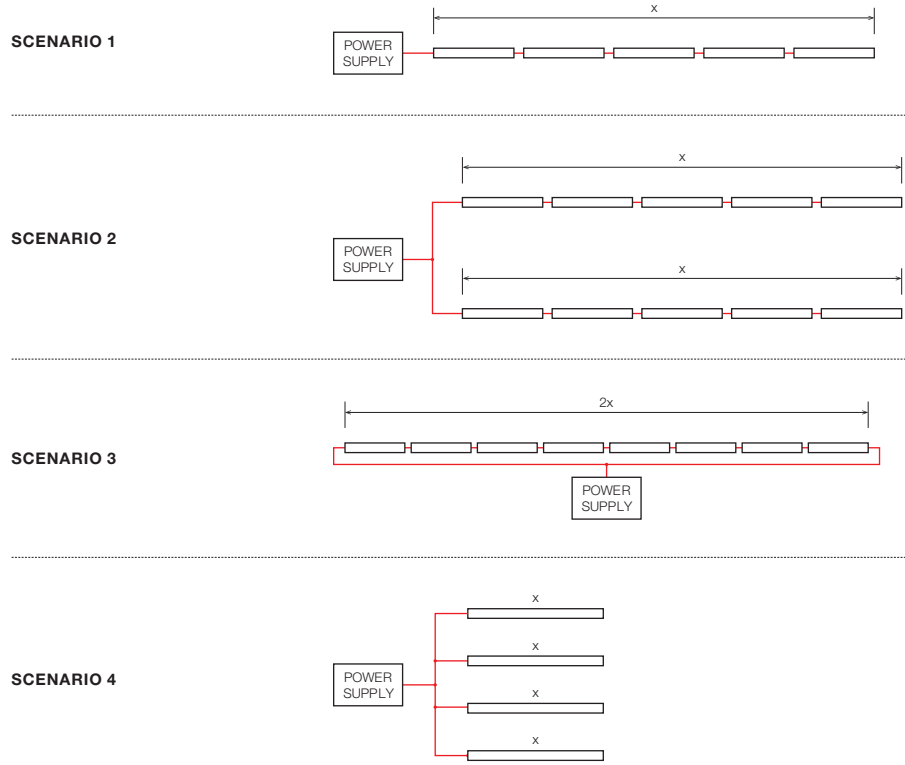 x
SCENARIO 1
POWER
SUPPLY
x
SCENARIO 2
POWER
SUPPLY
x
2x
SCENARIO 3
POWER
SUPPLY
x
x
SCENARIO 4
POWER
SUPPLY
x
x